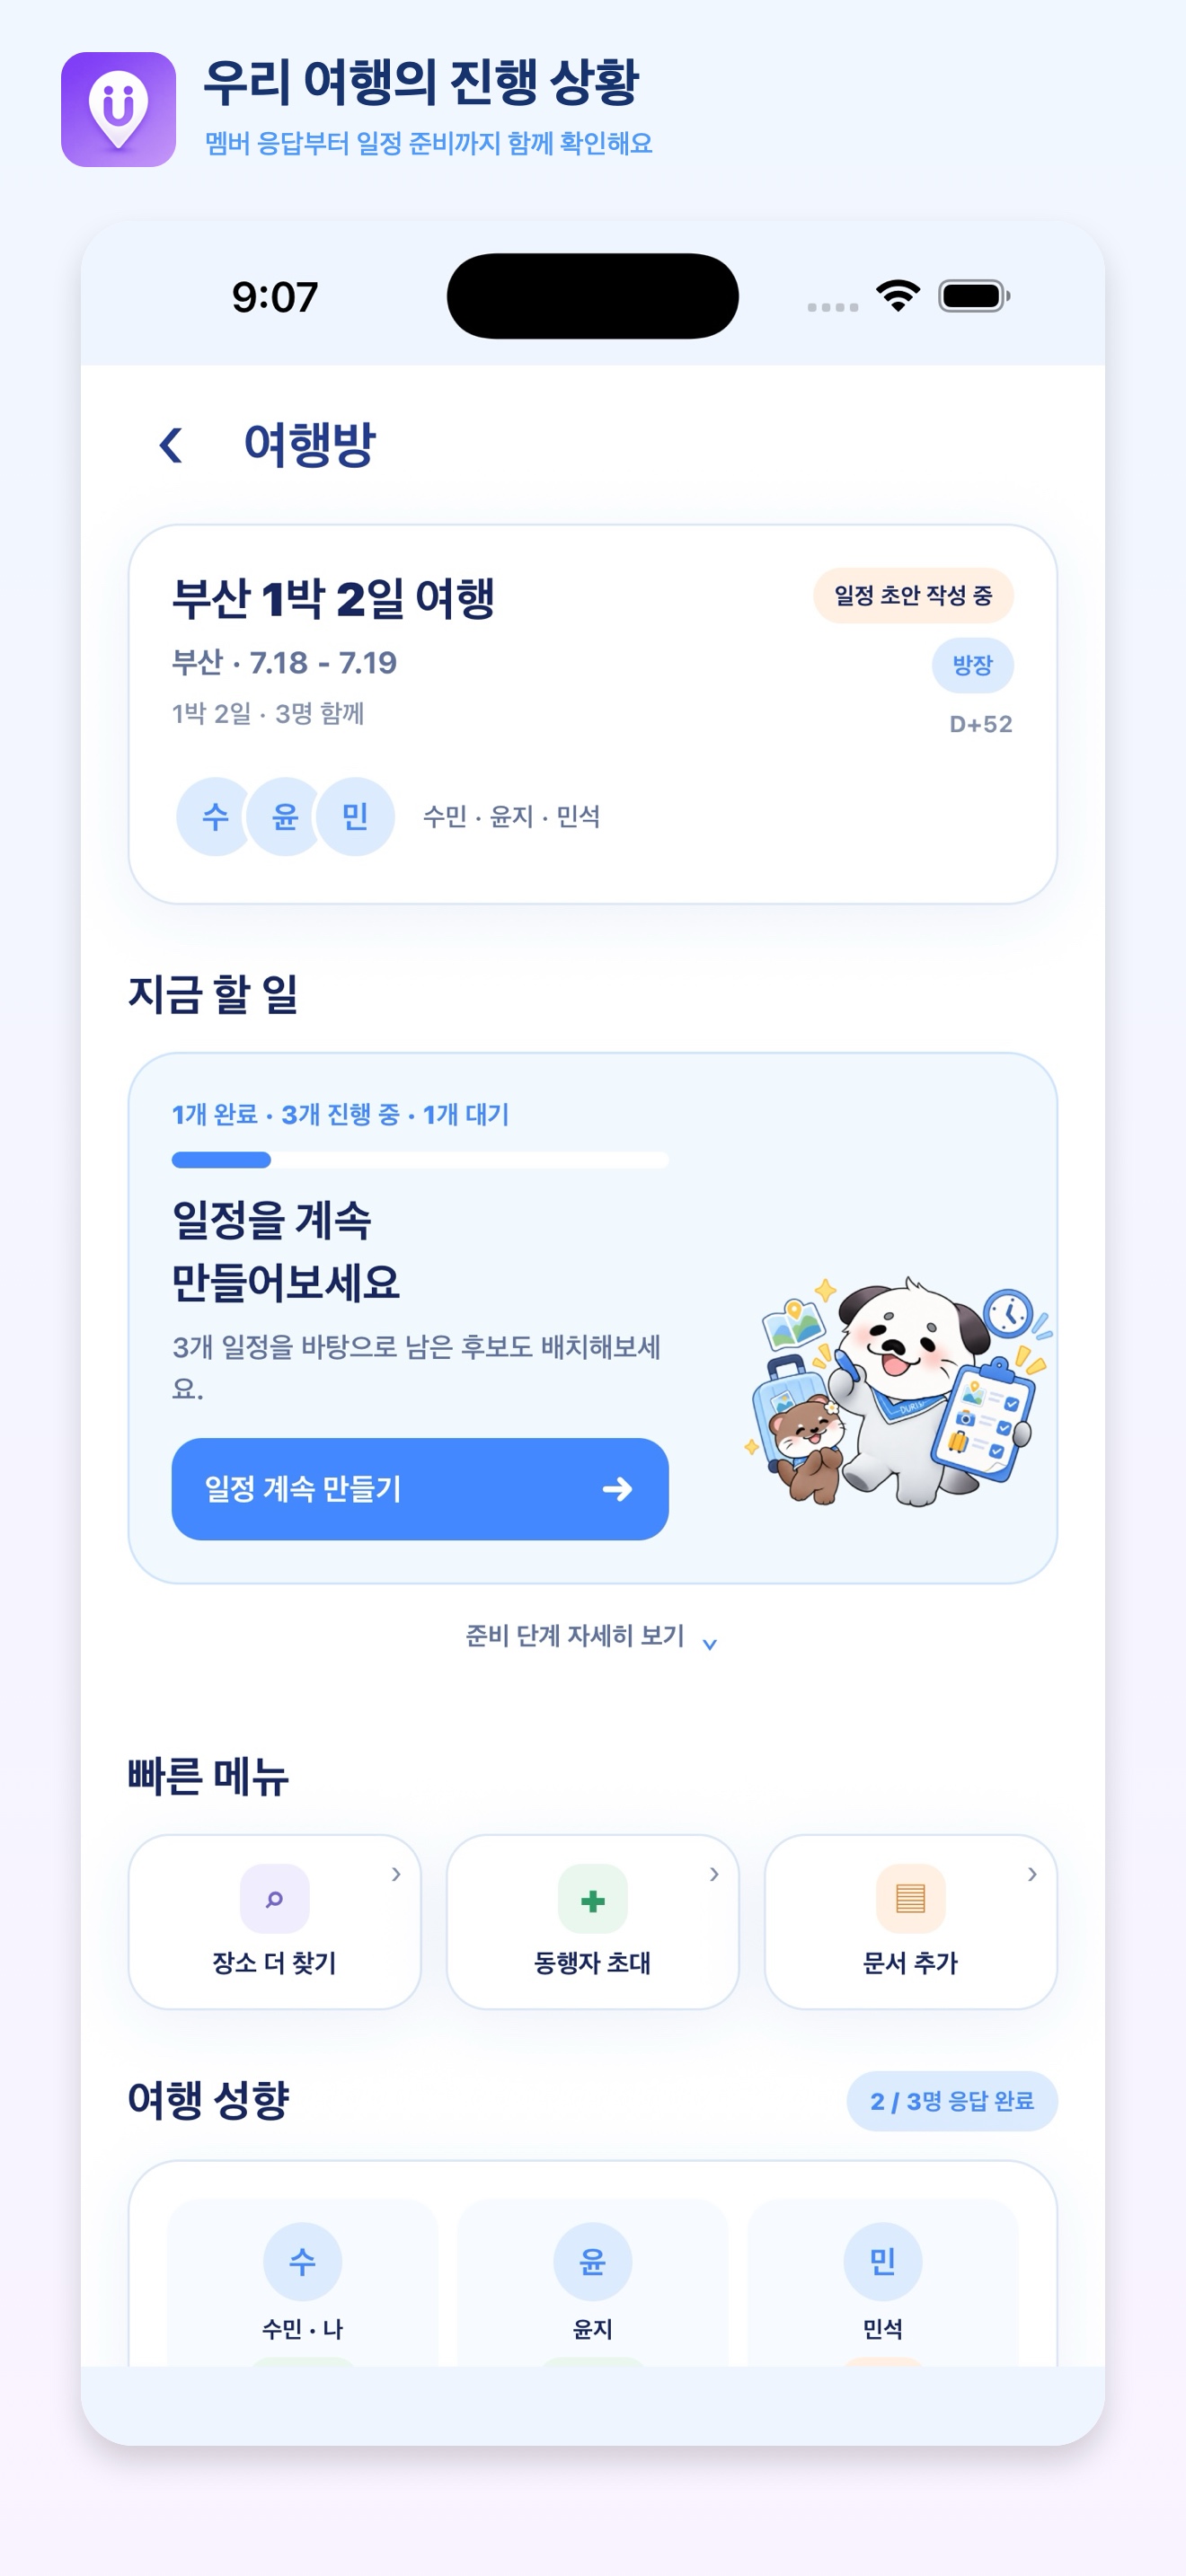 우리 여행의 진행 상황
멤버 응답부터 일정 준비까지 함께 확인해요
9:07
여행방
부산 1박 2일 여행
일정 초안 작성 중
부산 · 7.18 - 7.19
방장
1박 2일 · 3명 함께
D+52
수 윤 민 수민 · 윤지 · 민석
지금 할 일
1개 완료 · 3개 진행 중 · 1개 대기
일정을 계속
만들어보세요
3개 일정을 바탕으로 남은 후보도 배치해보세
요.
DURI
일정 계속 만들기
준비 단계 자세히 보기
빠른 메뉴
장소 더 찾기
동행자 초대
문서 추가
여행 성향
2 / 3명 응답 완료
수 윤 민
수민 · 나
윤지
민석